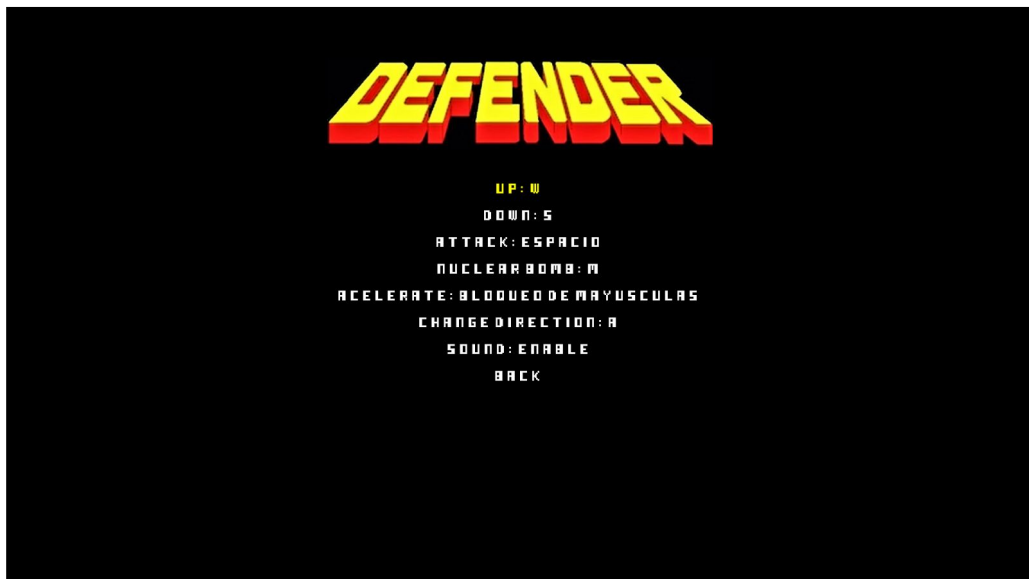 DEFENDER
UP: W
DOWN: S
ATTACK: ESPACIO
NUCLEAR BOMB: M
ACELERATE: BLOQUEO DE MAYUSCULAS
CHANGE DIRECTION: A
SOUND: ENABLE
BACK